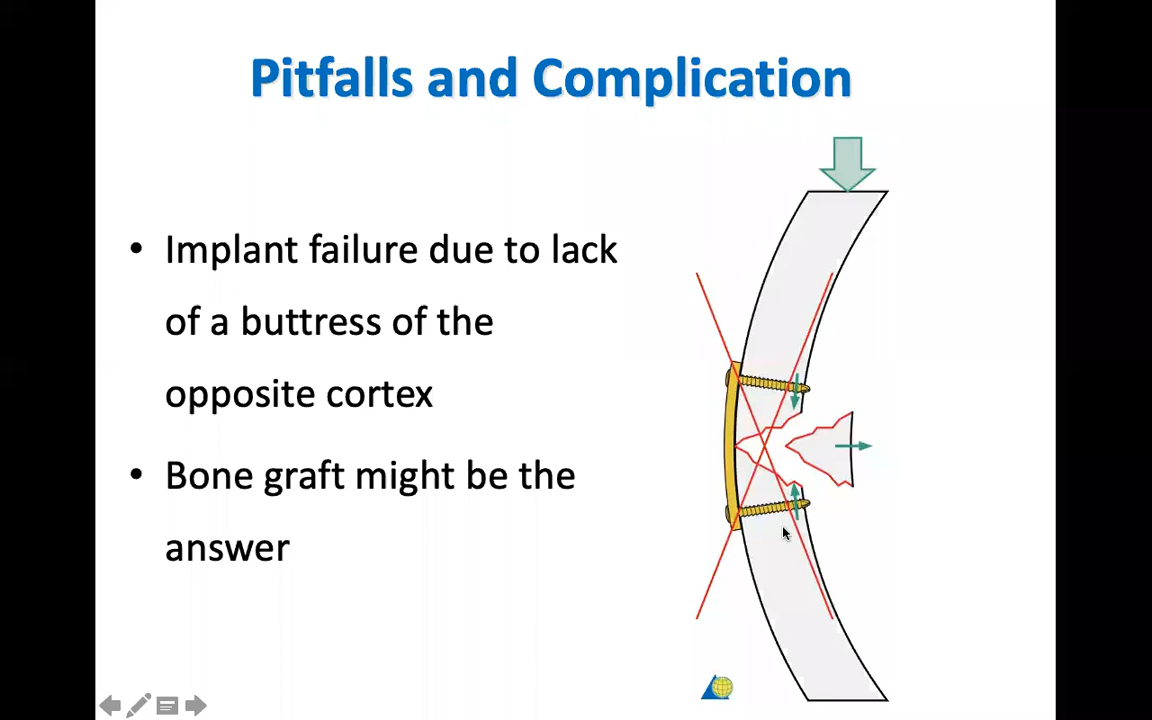 Pitfalls and Complication
• Implant failure due to lack
of a buttress of the
opposite cortex
• Bone graft might be the
answer